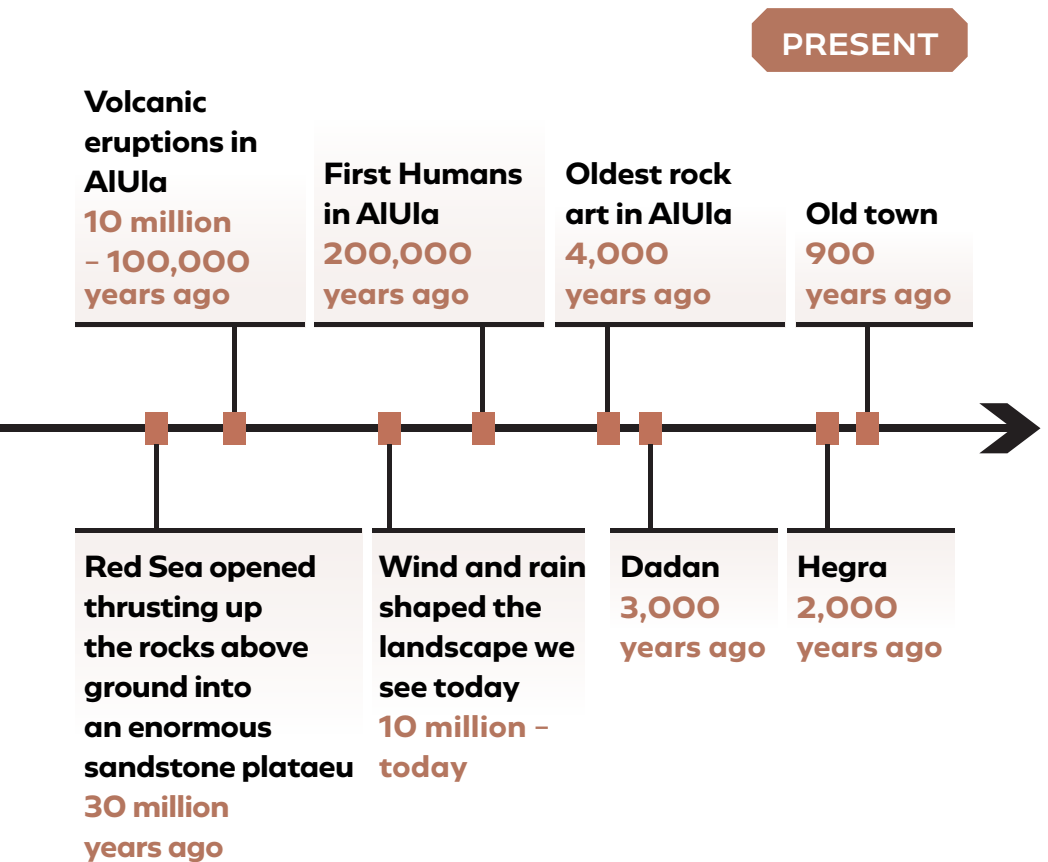 PRESENT
Volcanic
eruptions in
AlUla
10 million
– 100,000
years ago
First Humans
in AlUla
200,000
years ago
Oldest rock
art in AlUla
4,000
years ago
Old town
900
years ago
Red Sea opened
thrusting up
the rocks above
ground into
an enormous
sandstone plataeu
30 million
years ago
Wind and rain
shaped the
landscape we
see today
10 million –
today
Dadan
3,000
years ago
Hegra
2,000
years ago